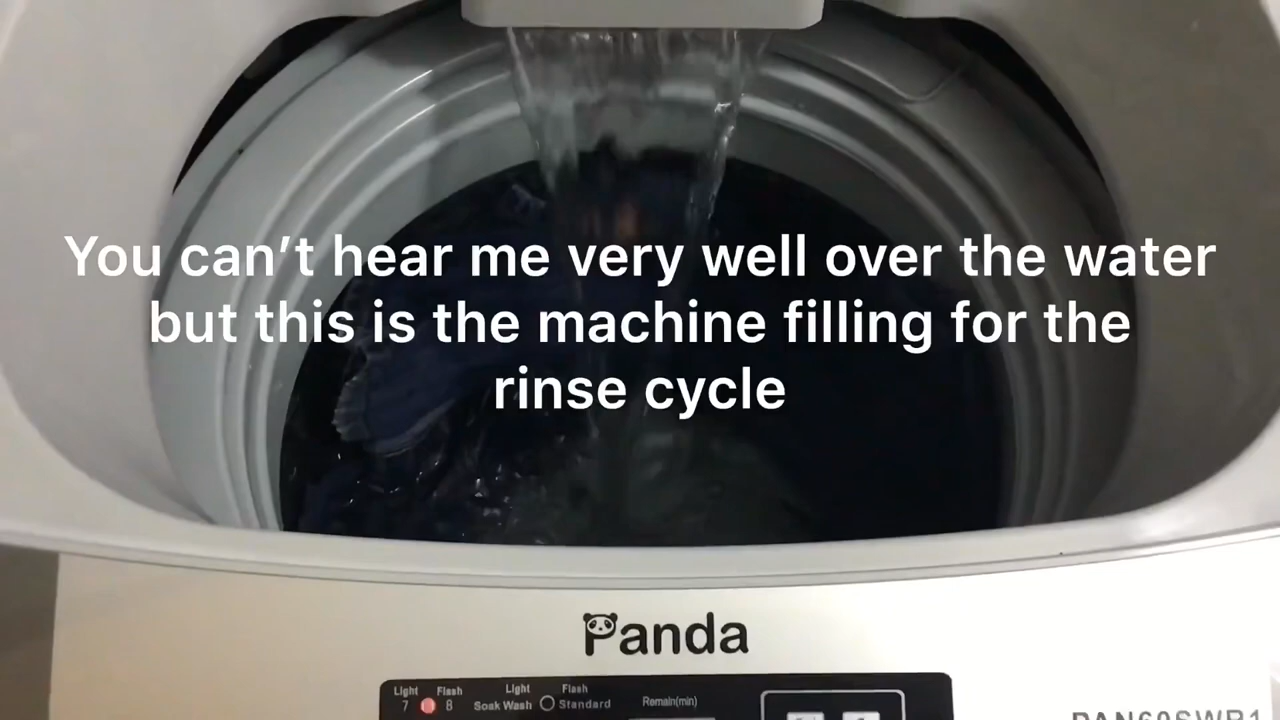 You can't hear me very well over the water
but this is the machine filling for the
rinse cycle
Panda
Light Flash Light Flash
7 8 Soak Wash Standard Remain(min)
PAN60SWR1